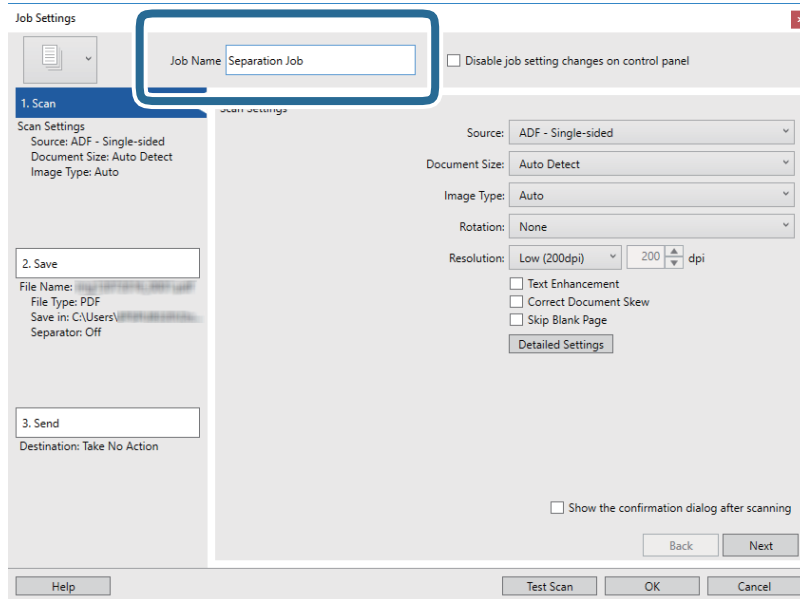 Job Settings
Job Name Separation Job
Disable job setting changes on control panel
1. Scan
Scan Settings
Source: ADF - Single-sided
Document Size: Auto Detect
Image Type: Auto
2. Save
File Name:
File Type: PDF
Save in: C:\Users\
Separator: Off
3. Send
Destination: Take No Action
Scan Settings
Source: ADF - Single-sided
Document Size: Auto Detect
Image Type: Auto
Rotation: None
Resolution: Low (200dpi) 200 dpi
Text Enhancement
Correct Document Skew
Skip Blank Page
Detailed Settings
Show the confirmation dialog after scanning
Back Next
Help Test Scan OK Cancel